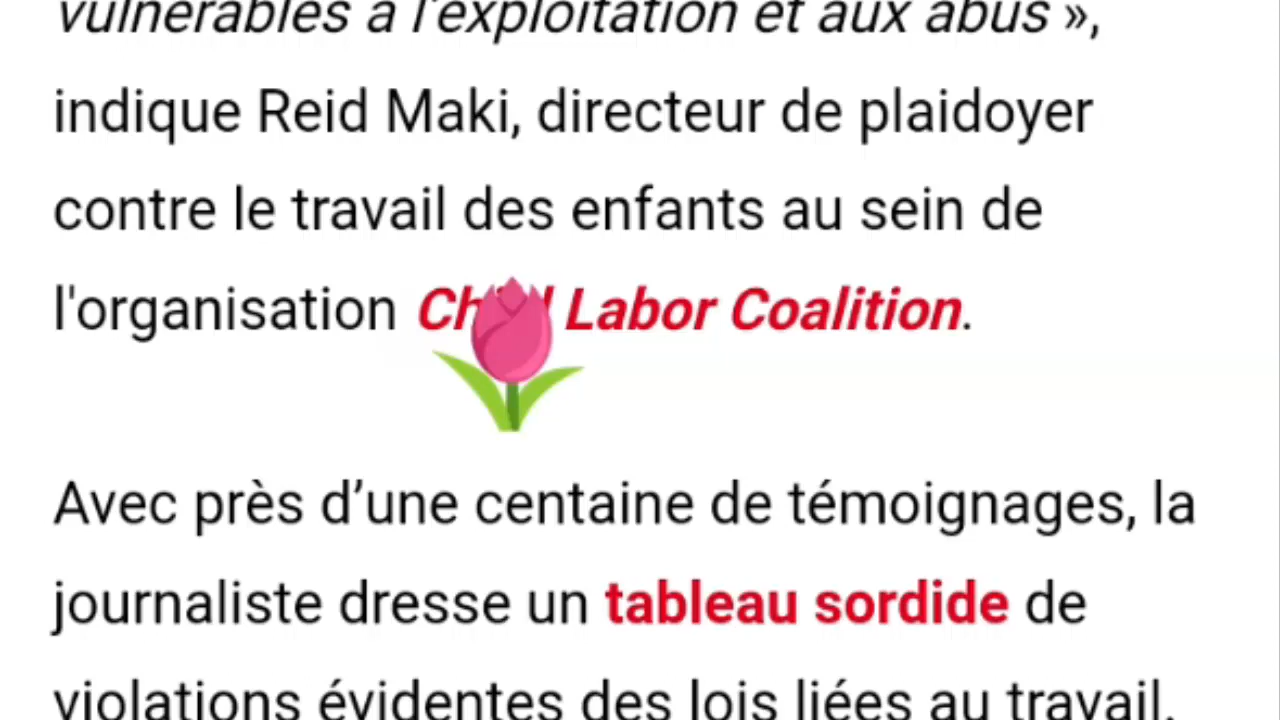 vulnérables à l'exploitation et aux abus »,
indique Reid Maki, directeur de plaidoyer
contre le travail des enfants au sein de
l'organisation Labor Coalition.
Avec près d’une centaine de témoignages, la
journaliste dresse un tableau sordide de
violations évidentes des lois liées au travail.